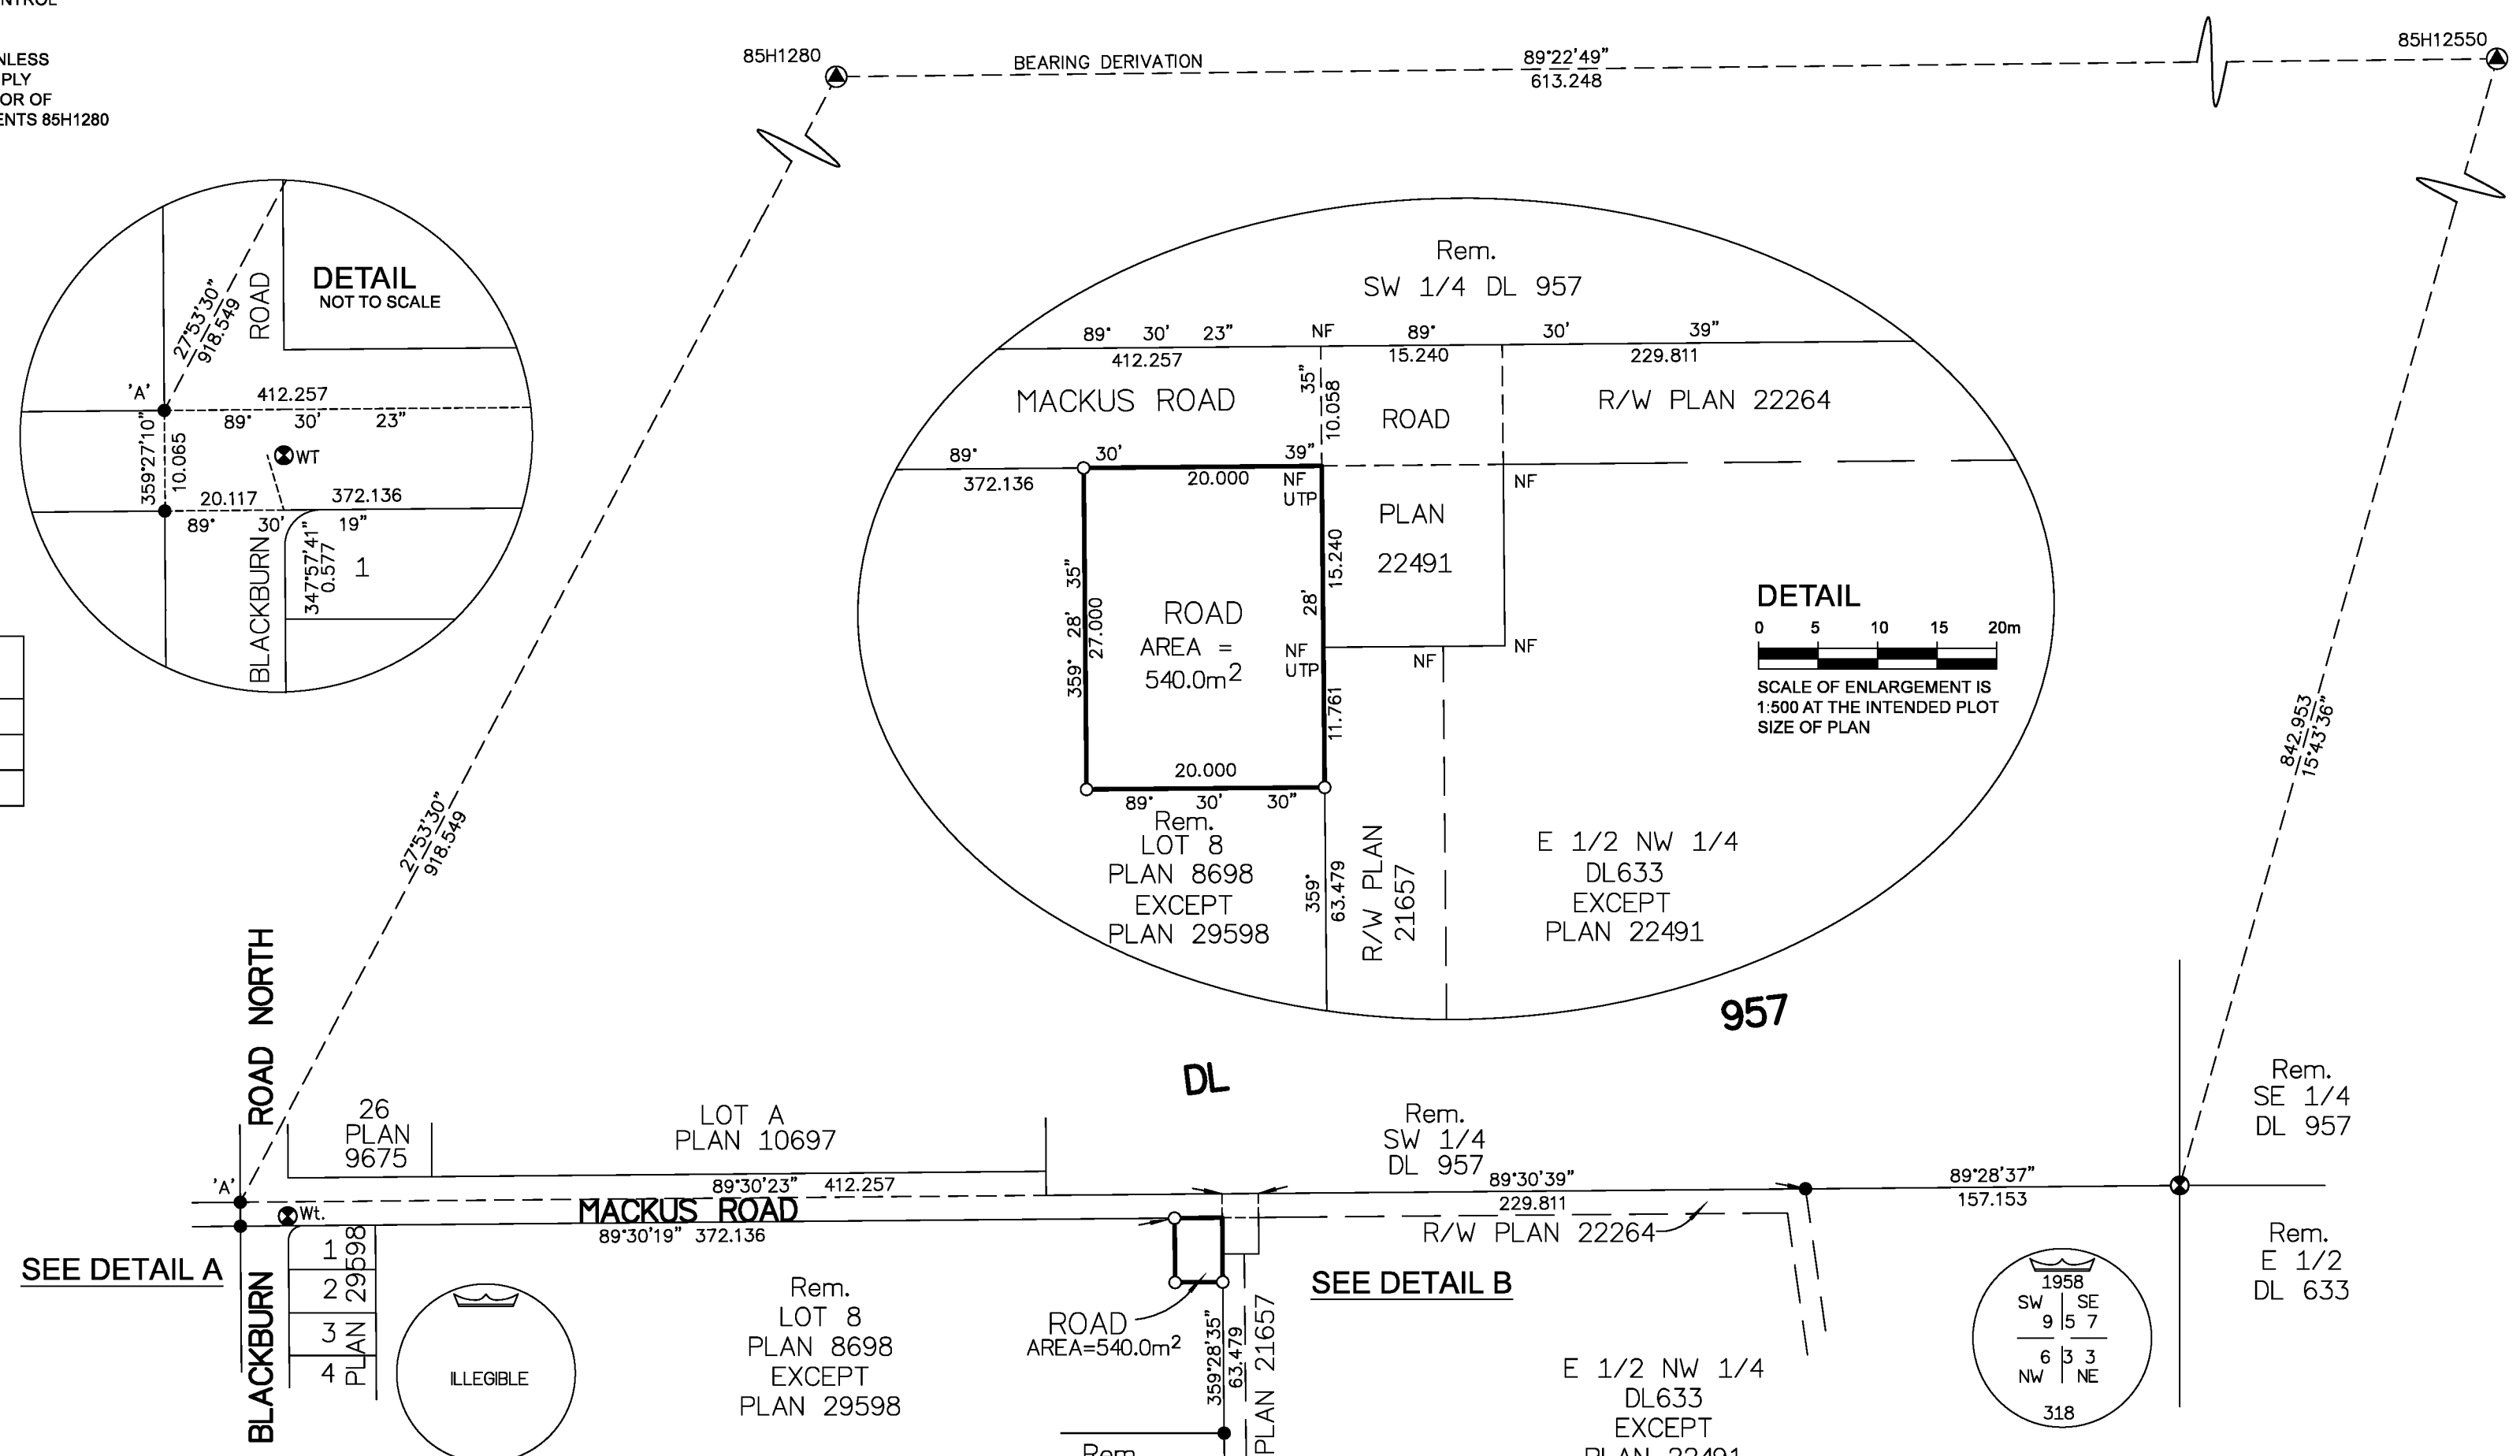 NLESS
PLY
OR OF
ENTS 85H1280
85H1280
BEARING DERIVATION
89°22'49"
613.248
85H12550
DETAIL
NOT TO SCALE
27°53'30"
918.549
ROAD
'A'
412.257
89° 30' 23"
359°27'10"
10.065
WT
20.117
372.136
89° 30' 19"
BLACKBURN
347°57'41"
0.577
1
Rem.
SW 1/4 DL 957
89° 30' 23"
NF
89° 30' 39"
412.257
15.240
229.811
MACKUS ROAD
35"
10.058
ROAD
R/W PLAN 22264
89° 30' 39"
372.136
20.000
NF
UTP
NF
PLAN
22491
15.240
359° 28' 35"
27.000
28'
ROAD
AREA =
540.0m2
NF
UTP
NF
NF
11.761
20.000
89° 30' 30"
Rem.
LOT 8
PLAN 8698
EXCEPT
PLAN 29598
359°
63.479
R/W PLAN
21657
E 1/2 NW 1/4
DL633
EXCEPT
PLAN 22491
DETAIL
0 5 10 15 20m
SCALE OF ENLARGEMENT IS
1:500 AT THE INTENDED PLOT
SIZE OF PLAN
842.953
15°43'36"
27°53'30"
918.549
957
DL
ROAD NORTH
26
PLAN
9675
LOT A
PLAN 10697
Rem.
SW 1/4
DL 957
Rem.
SE 1/4
DL 957
'A'
89°30'23" 412.257
89°30'39"
229.811
89°28'37"
157.153
Wt.
MACKUS ROAD
89°30'19" 372.136
R/W PLAN 22264
SEE DETAIL A
BLACKBURN
1
2
3
4
PLAN 29598
ILLEGIBLE
Rem.
LOT 8
PLAN 8698
EXCEPT
PLAN 29598
ROAD
AREA=540.0m2
359°28'35"
63.479
PLAN 21657
SEE DETAIL B
E 1/2 NW 1/4
DL633
EXCEPT
PLAN 22491
1958
SW SE
9 5 7
6 3 3
NW NE
318
Rem.
E 1/2
DL 633
Rem.